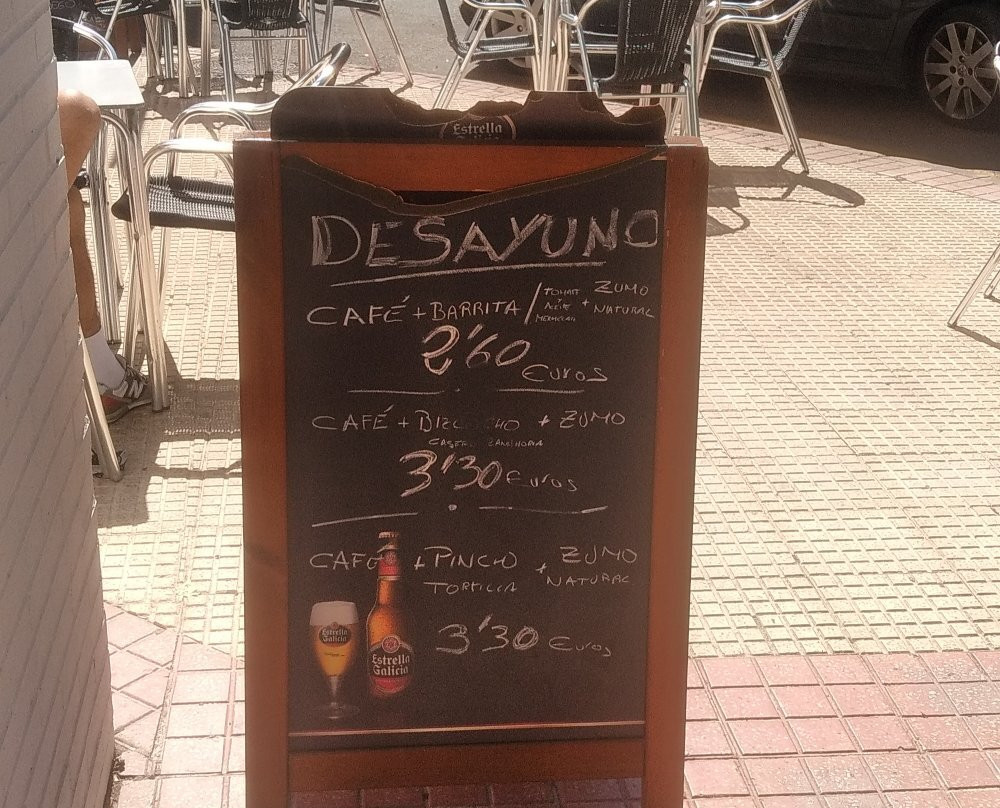 Estrella
DESAYUNO
CAFÉ + BARRITA / TOMATE ACEITE MERMELADA + ZUMO NATURAL
2'60
Euros
CAFÉ + BIZCOCHO + ZUMO
CASERO ZANAHORIA
3'30 Euros
CAFÉ + PINCHO + ZUMO
TORTILLA NATURAL
3'30 Euros
Estrella
Galicia
Estrella
Galicia